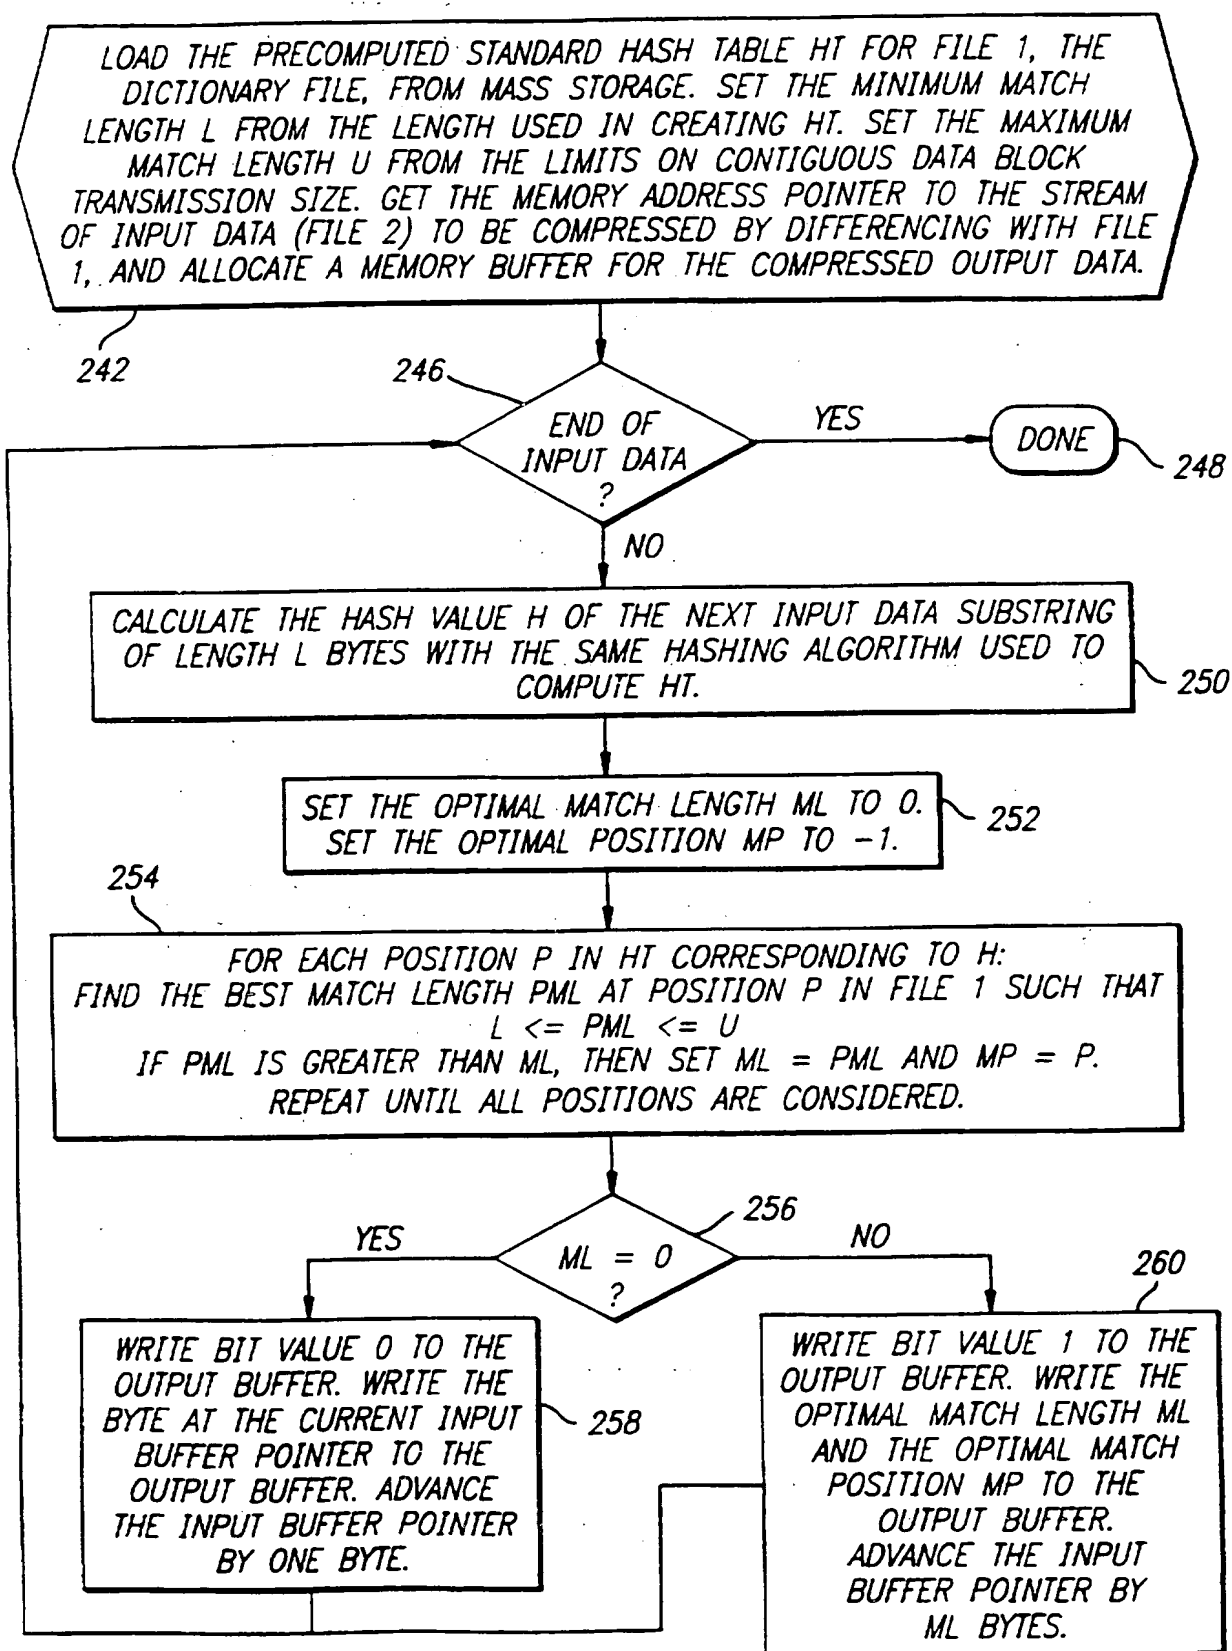 LOAD THE PRECOMPUTED STANDARD HASH TABLE HT FOR FILE 1, THE
DICTIONARY FILE, FROM MASS STORAGE. SET THE MINIMUM MATCH
LENGTH L FROM THE LENGTH USED IN CREATING HT. SET THE MAXIMUM
MATCH LENGTH U FROM THE LIMITS ON CONTIGUOUS DATA BLOCK
TRANSMISSION SIZE. GET THE MEMORY ADDRESS POINTER TO THE STREAM
OF INPUT DATA (FILE 2) TO BE COMPRESSED BY DIFFERENCING WITH FILE
1, AND ALLOCATE A MEMORY BUFFER FOR THE COMPRESSED OUTPUT DATA.
242
246
END OF
INPUT DATA
?
YES
DONE
248
NO
CALCULATE THE HASH VALUE H OF THE NEXT INPUT DATA SUBSTRING
OF LENGTH L BYTES WITH THE SAME HASHING ALGORITHM USED TO
COMPUTE HT.
250
SET THE OPTIMAL MATCH LENGTH ML TO 0.
SET THE OPTIMAL POSITION MP TO -1.
252
254
FOR EACH POSITION P IN HT CORRESPONDING TO H:
FIND THE BEST MATCH LENGTH PML AT POSITION P IN FILE 1 SUCH THAT
L <= PML <= U
IF PML IS GREATER THAN ML, THEN SET ML = PML AND MP = P.
REPEAT UNTIL ALL POSITIONS ARE CONSIDERED.
256
YES
ML = 0
?
NO
260
WRITE BIT VALUE 0 TO THE
OUTPUT BUFFER. WRITE THE
BYTE AT THE CURRENT INPUT
BUFFER POINTER TO THE
OUTPUT BUFFER. ADVANCE
THE INPUT BUFFER POINTER
BY ONE BYTE.
258
WRITE BIT VALUE 1 TO THE
OUTPUT BUFFER. WRITE THE
OPTIMAL MATCH LENGTH ML
AND THE OPTIMAL MATCH
POSITION MP TO THE
OUTPUT BUFFER.
ADVANCE THE INPUT
BUFFER POINTER BY
ML BYTES.